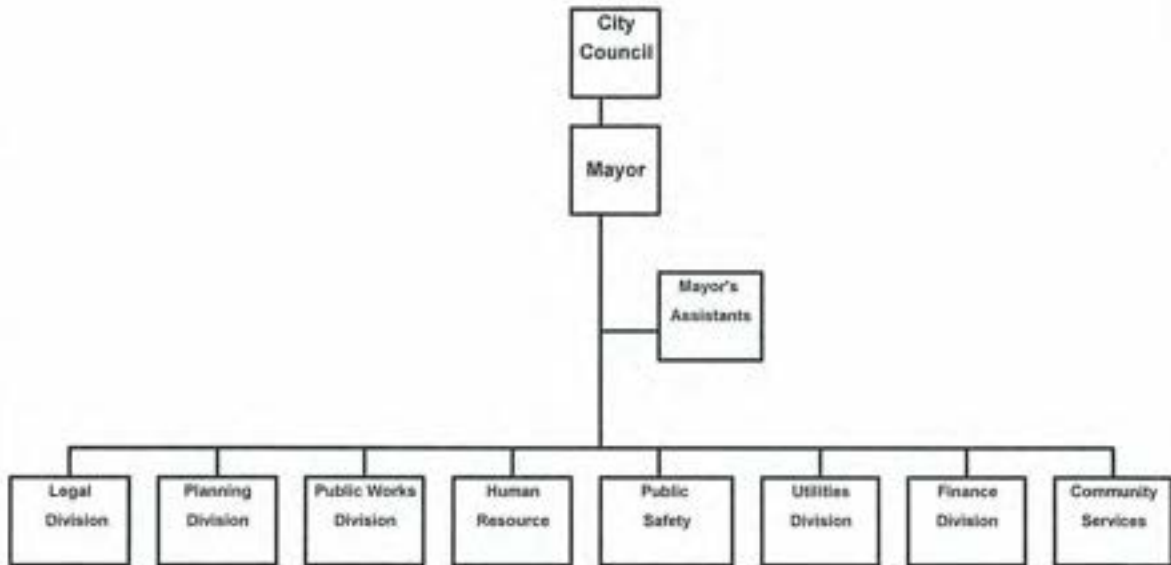 City
Council
Mayor
Mayor's
Assistants
Legal
Division
Planning
Division
Public Works
Division
Human
Resource
Public
Safety
Utilities
Division
Finance
Division
Community
Services